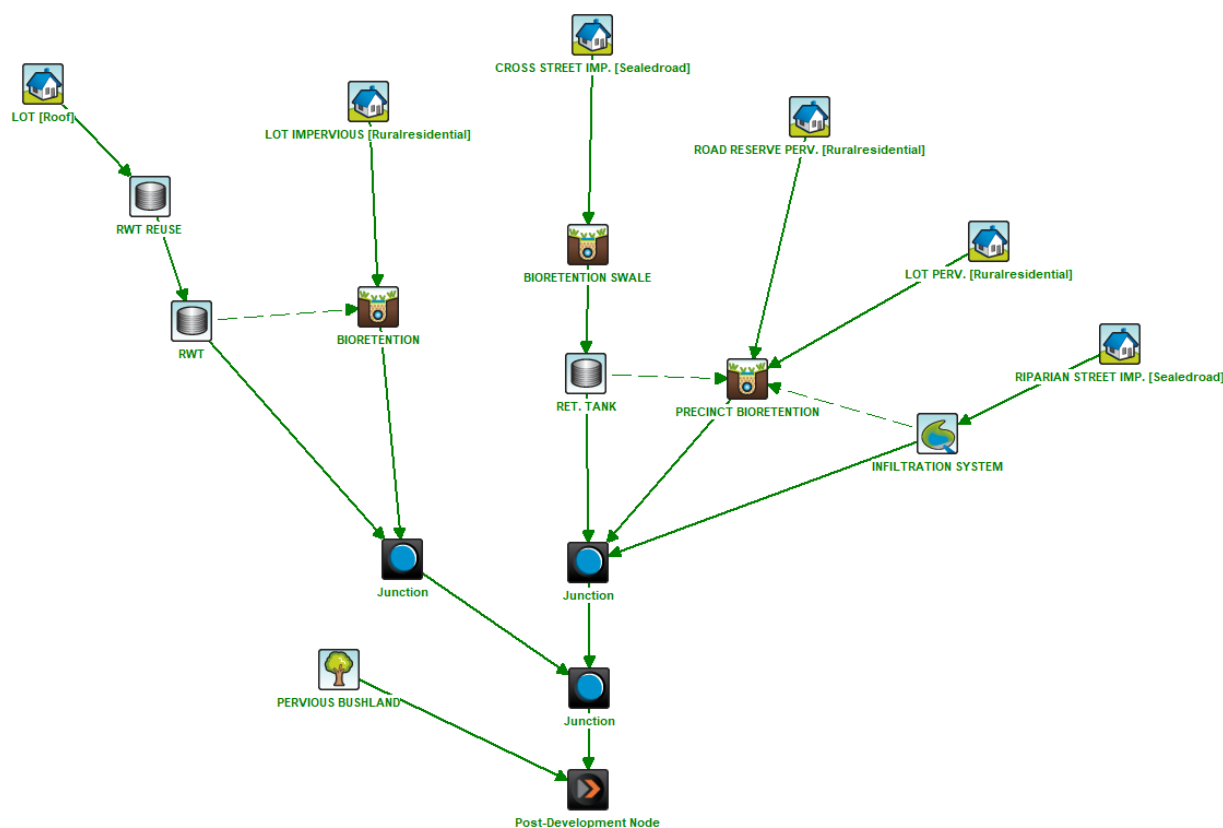 CROSS STREET IMP. [Sealedroad]
LOT [Roof]
LOT IMPERVIOUS [Ruralresidential]
ROAD RESERVE PERV. [Ruralresidential]
RWT REUSE
BIORETENTION SWALE
LOT PERV. [Ruralresidential]
RWT
BIORETENTION
RET. TANK
PRECINCT BIORETENTION
RIPARIAN STREET IMP. [Sealedroad]
INFILTRATION SYSTEM
Junction
Junction
PERVIOUS BUSHLAND
Junction
Post-Development Node